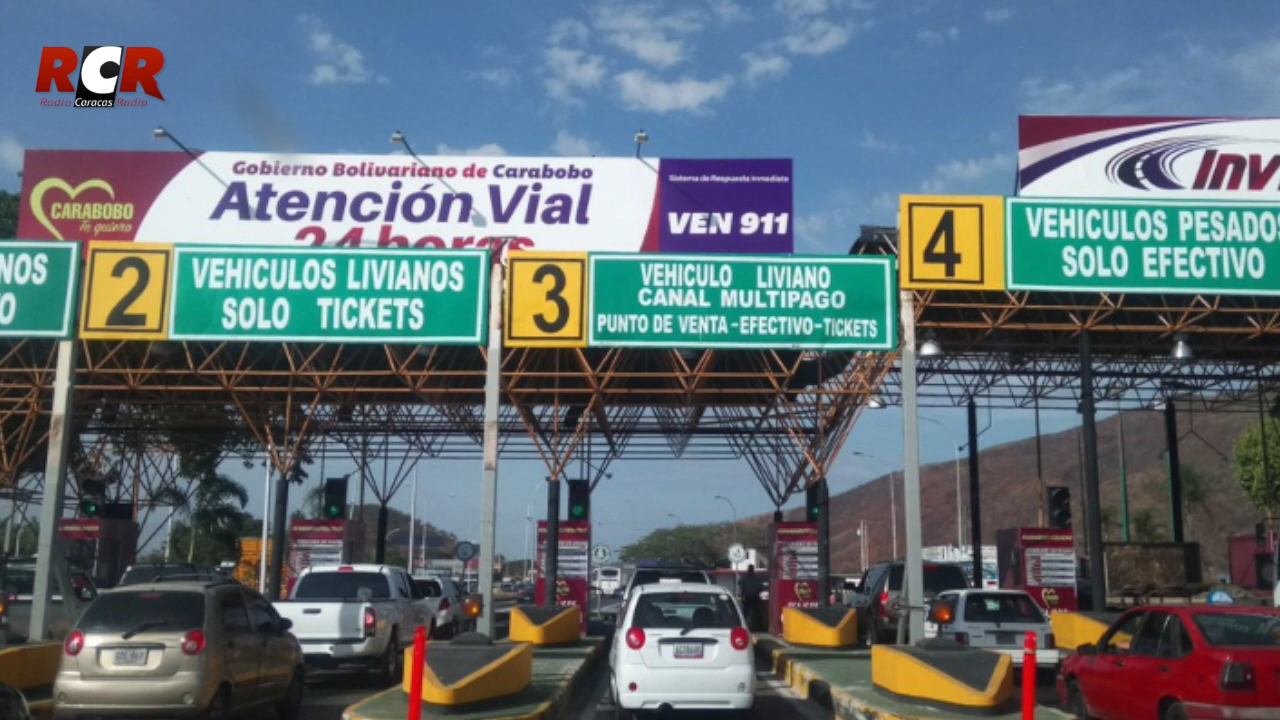 RCR
Radio Caracas Radio
Gobierno Bolivariano de Carabobo
Atención Vial
24 horas
CARABOBO
Te quiero
Sistema de Respuesta Inmediata
VEN 911
2
VEHICULOS LIVIANOS
SOLO TICKETS
3
VEHICULO LIVIANO
CANAL MULTIPAGO
PUNTO DE VENTA-EFECTIVO-TICKETS
4
VEHICULOS PESADOS
SOLO EFECTIVO